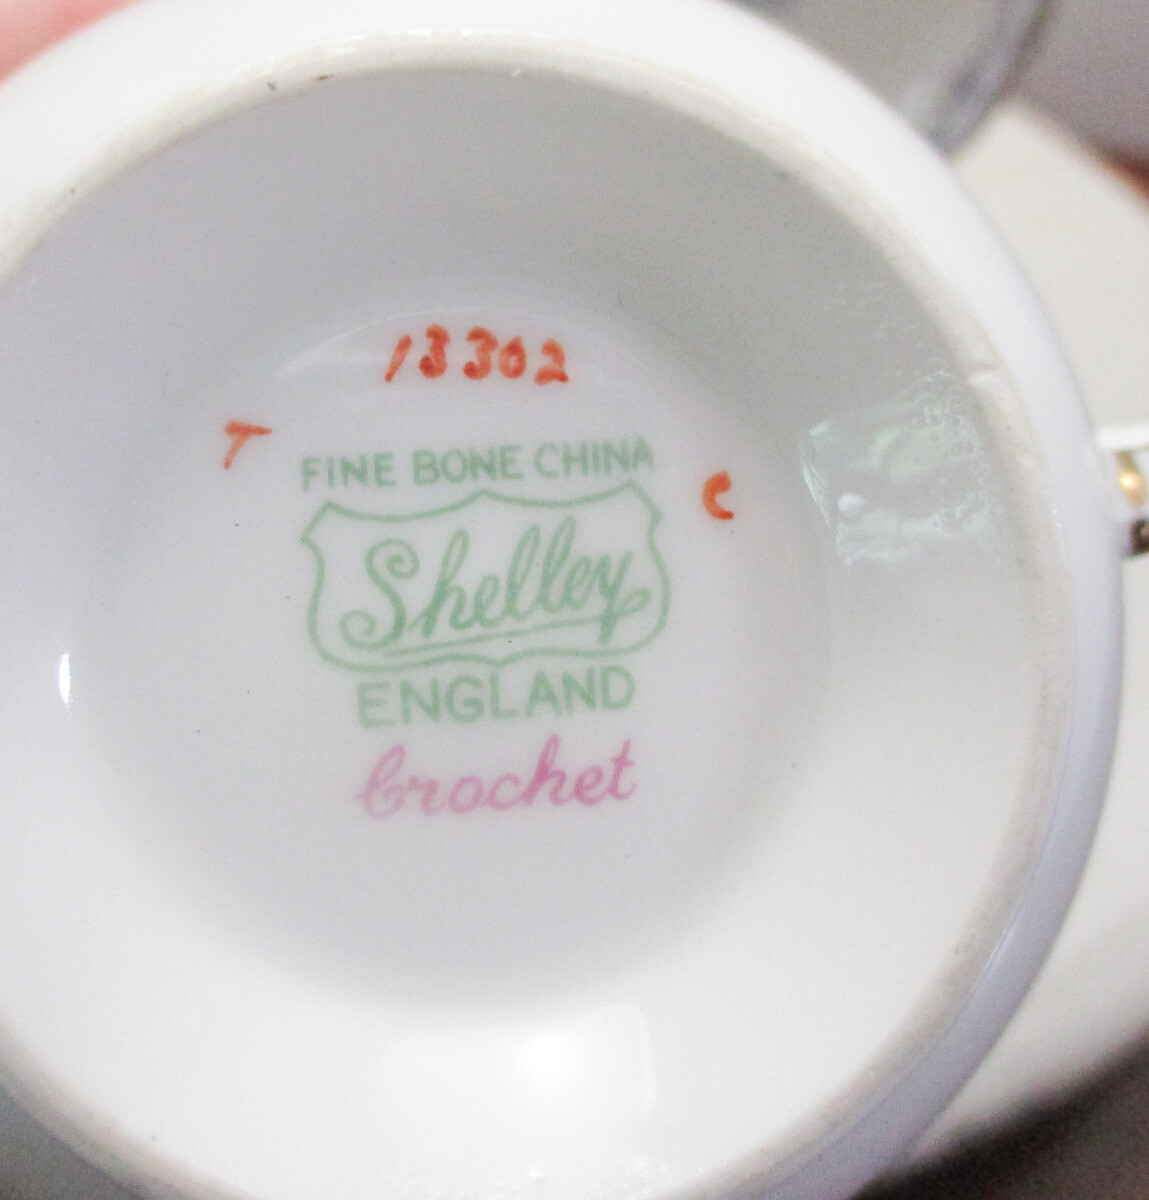 13302
T
FINE BONE CHINA
C
Shelley
ENGLAND
Crochet